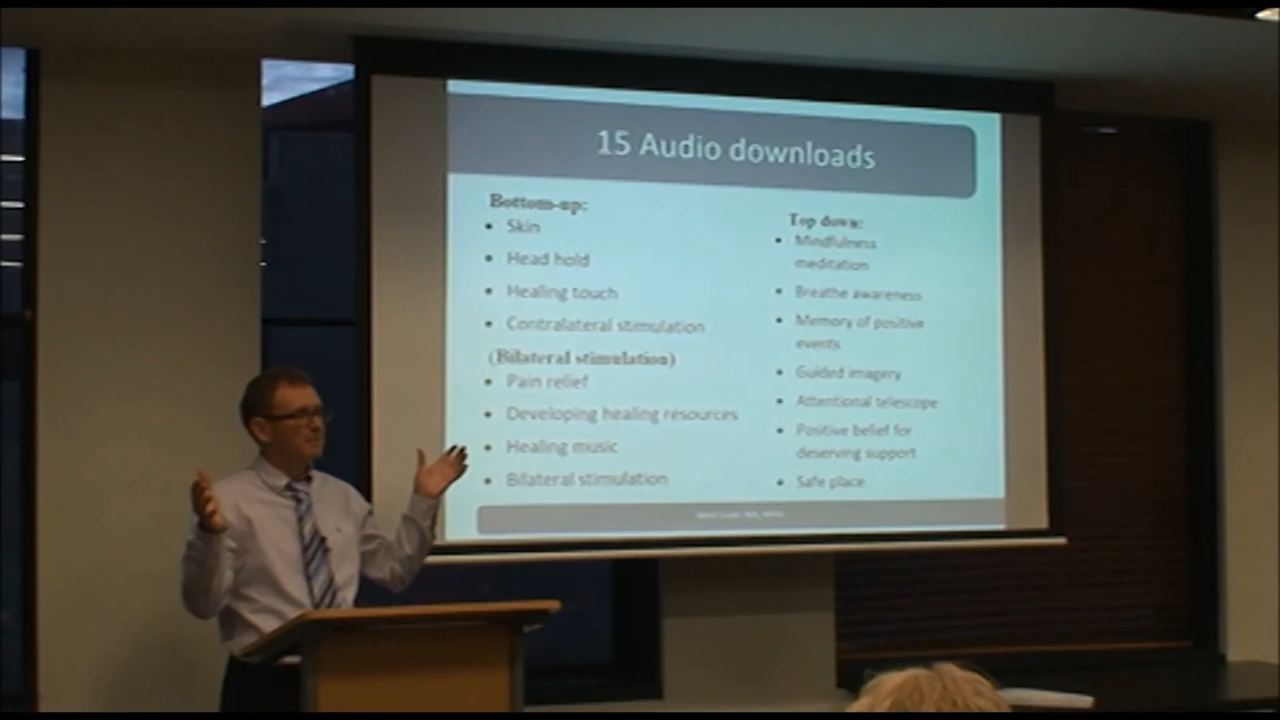 15 Audio downloads
Bottom-up:
• Skin
• Head hold
• Healing touch
• Contralateral stimulation
(Bilateral stimulation)
• Pain relief
• Developing healing resources
• Healing music
• Bilateral stimulation
Top down:
• Mindfulness
meditation
• Breathe awareness
• Memory of positive
events
• Guided imagery
• Attentional telescope
• Positive belief for
deserving support
• Safe place